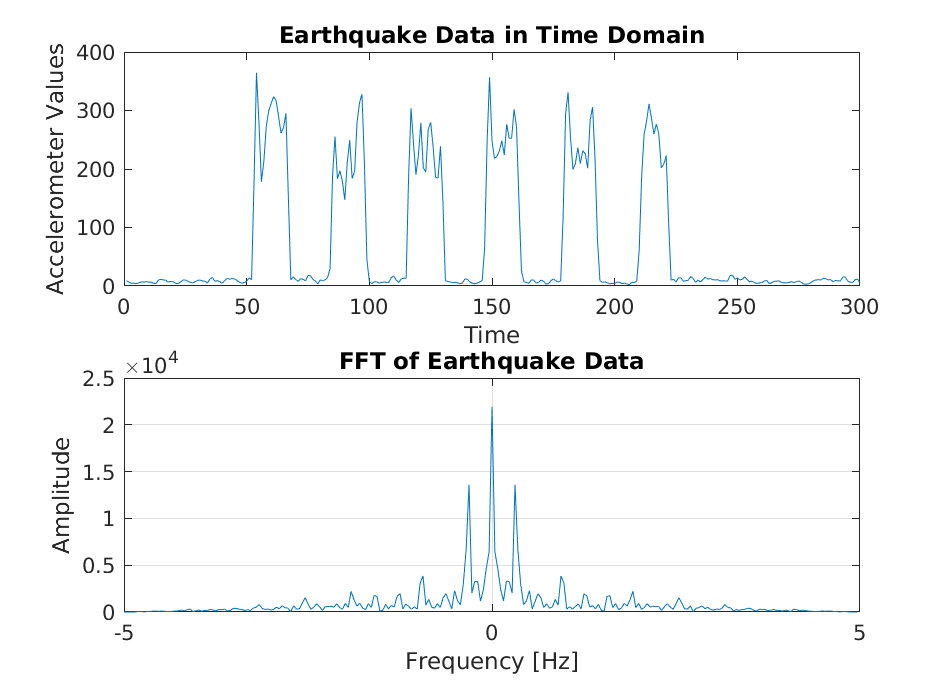 Earthquake Data in Time Domain
Accelerometer Values
400
300
200
100
0
0 50 100 150 200 250 300
Time
FFT of Earthquake Data
×10⁴
Amplitude
2.5
2
1.5
1
0.5
0
-5 0 5
Frequency [Hz]